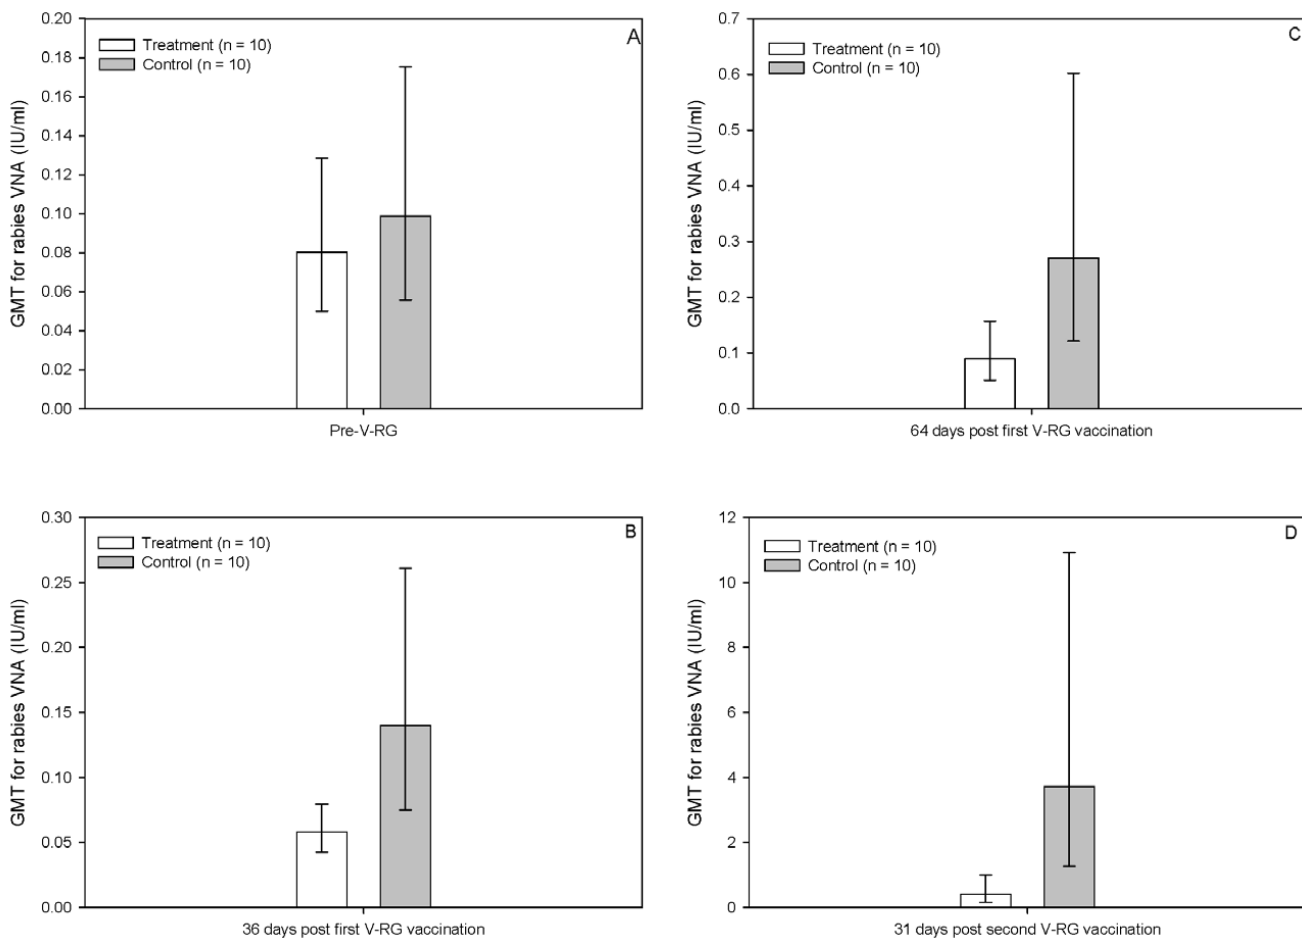 A
Treatment (n = 10)
Control (n = 10)
GMT for rabies VNA (IU/ml)
0.20
0.18
0.16
0.14
0.12
0.10
0.08
0.06
0.04
0.02
0.00
Pre-V-RG
C
Treatment (n = 10)
Control (n = 10)
GMT for rabies VNA (IU/ml)
0.7
0.6
0.5
0.4
0.3
0.2
0.1
0.0
64 days post first V-RG vaccination
B
Treatment (n = 10)
Control (n = 10)
GMT for rabies VNA (IU/ml)
0.30
0.25
0.20
0.15
0.10
0.05
0.00
36 days post first V-RG vaccination
D
Treatment (n = 10)
Control (n = 10)
GMT for rabies VNA (IU/ml)
12
10
8
6
4
2
0
31 days post second V-RG vaccination